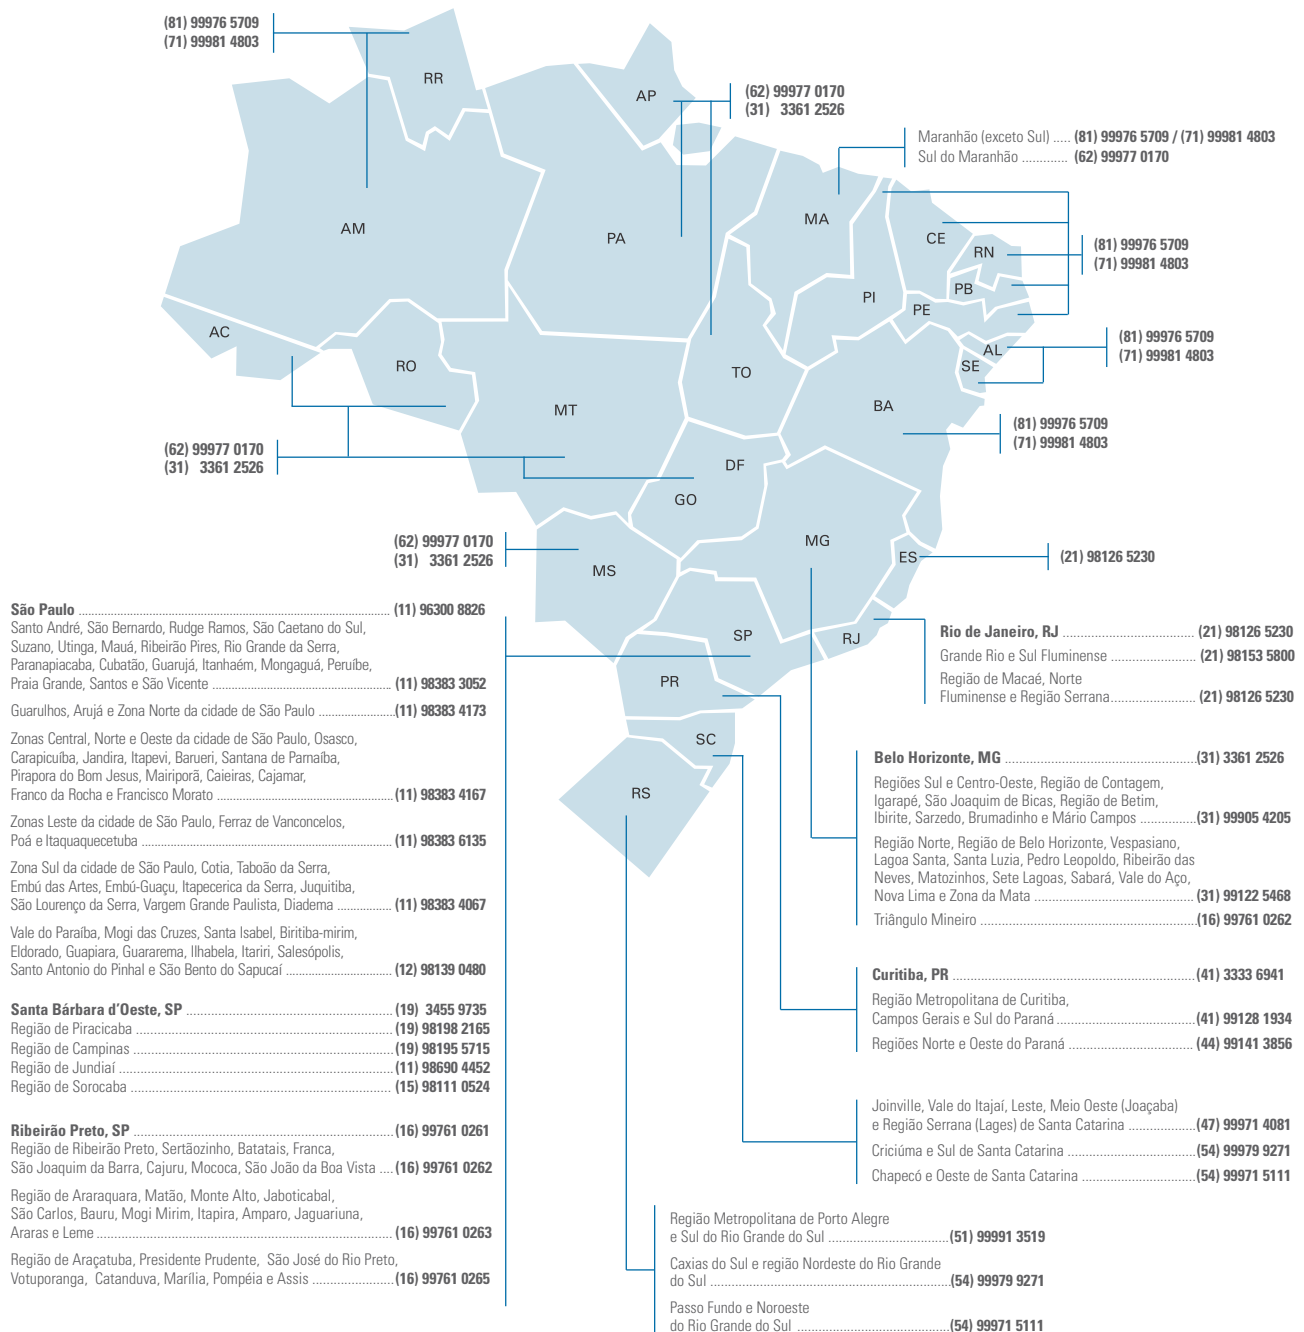 (81) 99976 5709
(71) 99981 4803
RR
AP
(62) 99977 0170
(31) 3361 2526
Maranhão (exceto Sul) ..... (81) 99976 5709 / (71) 99981 4803
Sul do Maranhão ............ (62) 99977 0170
AM
PA
MA
CE
RN
PB
PI
PE
(81) 99976 5709
(71) 99981 4803
AC
RO
MT
TO
BA
AL
SE
(81) 99976 5709
(71) 99981 4803
(81) 99976 5709
(71) 99981 4803
(62) 99977 0170
(31) 3361 2526
DF
GO
(62) 99977 0170
(31) 3361 2526
MS
MG
ES
(21) 98126 5230
SP
RJ
PR
SC
RS
São Paulo ..... (11) 96300 8826
Santo André, São Bernardo, Rudge Ramos, São Caetano do Sul,
Suzano, Utinga, Mauá, Ribeirão Pires, Rio Grande da Serra,
Paranapiacaba, Cubatão, Guarujá, Itanhaém, Mongaguá, Peruíbe,
Praia Grande, Santos e São Vicente ..... (11) 98383 3052
Guarulhos, Arujá e Zona Norte da cidade de São Paulo ..... (11) 98383 4173
Zonas Central, Norte e Oeste da cidade de São Paulo, Osasco,
Carapicuíba, Jandira, Itapevi, Barueri, Santana de Parnaíba,
Pirapora do Bom Jesus, Mairiporã, Caieiras, Cajamar,
Franco da Rocha e Francisco Morato ..... (11) 98383 4167
Zonas Leste da cidade de São Paulo, Ferraz de Vanconcelos,
Poá e Itaquaquecetuba ..... (11) 98383 6135
Zona Sul da cidade de São Paulo, Cotia, Taboão da Serra,
Embú das Artes, Embú-Guaçu, Itapecerica da Serra, Juquitiba,
São Lourenço da Serra, Vargem Grande Paulista, Diadema ..... (11) 98383 4067
Vale do Paraíba, Mogi das Cruzes, Santa Isabel, Biritiba-mirim,
Eldorado, Guapiara, Guararema, Ilhabela, Itariri, Salesópolis,
Santo Antonio do Pinhal e São Bento do Sapucaí ..... (12) 98139 0480
Santa Bárbara d'Oeste, SP ..... (19) 3455 9735
Região de Piracicaba ..... (19) 98198 2165
Região de Campinas ..... (19) 98195 5715
Região de Jundiaí ..... (11) 98690 4452
Região de Sorocaba ..... (15) 98111 0524
Ribeirão Preto, SP ..... (16) 99761 0261
Região de Ribeirão Preto, Sertãozinho, Batatais, Franca,
São Joaquim da Barra, Cajuru, Mococa, São João da Boa Vista .... (16) 99761 0262
Região de Araraquara, Matão, Monte Alto, Jaboticabal,
São Carlos, Bauru, Mogi Mirim, Itapira, Amparo, Jaguariuna,
Araras e Leme ..... (16) 99761 0263
Região de Araçatuba, Presidente Prudente, São José do Rio Preto,
Votuporanga, Catanduva, Marília, Pompéia e Assis ..... (16) 99761 0265
Rio de Janeiro, RJ ..... (21) 98126 5230
Grande Rio e Sul Fluminense ..... (21) 98153 5800
Região de Macaé, Norte
Fluminense e Região Serrana ..... (21) 98126 5230
Belo Horizonte, MG ..... (31) 3361 2526
Regiões Sul e Centro-Oeste, Região de Contagem,
Igarapé, São Joaquim de Bicas, Região de Betim,
Ibirite, Sarzedo, Brumadinho e Mário Campos ..... (31) 99905 4205
Região Norte, Região de Belo Horizonte, Vespasiano,
Lagoa Santa, Santa Luzia, Pedro Leopoldo, Ribeirão das
Neves, Matozinhos, Sete Lagoas, Sabará, Vale do Aço,
Nova Lima e Zona da Mata ..... (31) 99122 5468
Triângulo Mineiro ..... (16) 99761 0262
Curitiba, PR ..... (41) 3333 6941
Região Metropolitana de Curitiba,
Campos Gerais e Sul do Paraná ..... (41) 99128 1934
Regiões Norte e Oeste do Paraná ..... (44) 99141 3856
Joinville, Vale do Itajaí, Leste, Meio Oeste (Joaçaba)
e Região Serrana (Lages) de Santa Catarina ..... (47) 99971 4081
Criciúma e Sul de Santa Catarina ..... (54) 99979 9271
Chapecó e Oeste de Santa Catarina ..... (54) 99971 5111
Região Metropolitana de Porto Alegre
e Sul do Rio Grande do Sul ..... (51) 99991 3519
Caxias do Sul e região Nordeste do Rio Grande
do Sul ..... (54) 99979 9271
Passo Fundo e Noroeste
do Rio Grande do Sul ..... (54) 99971 5111